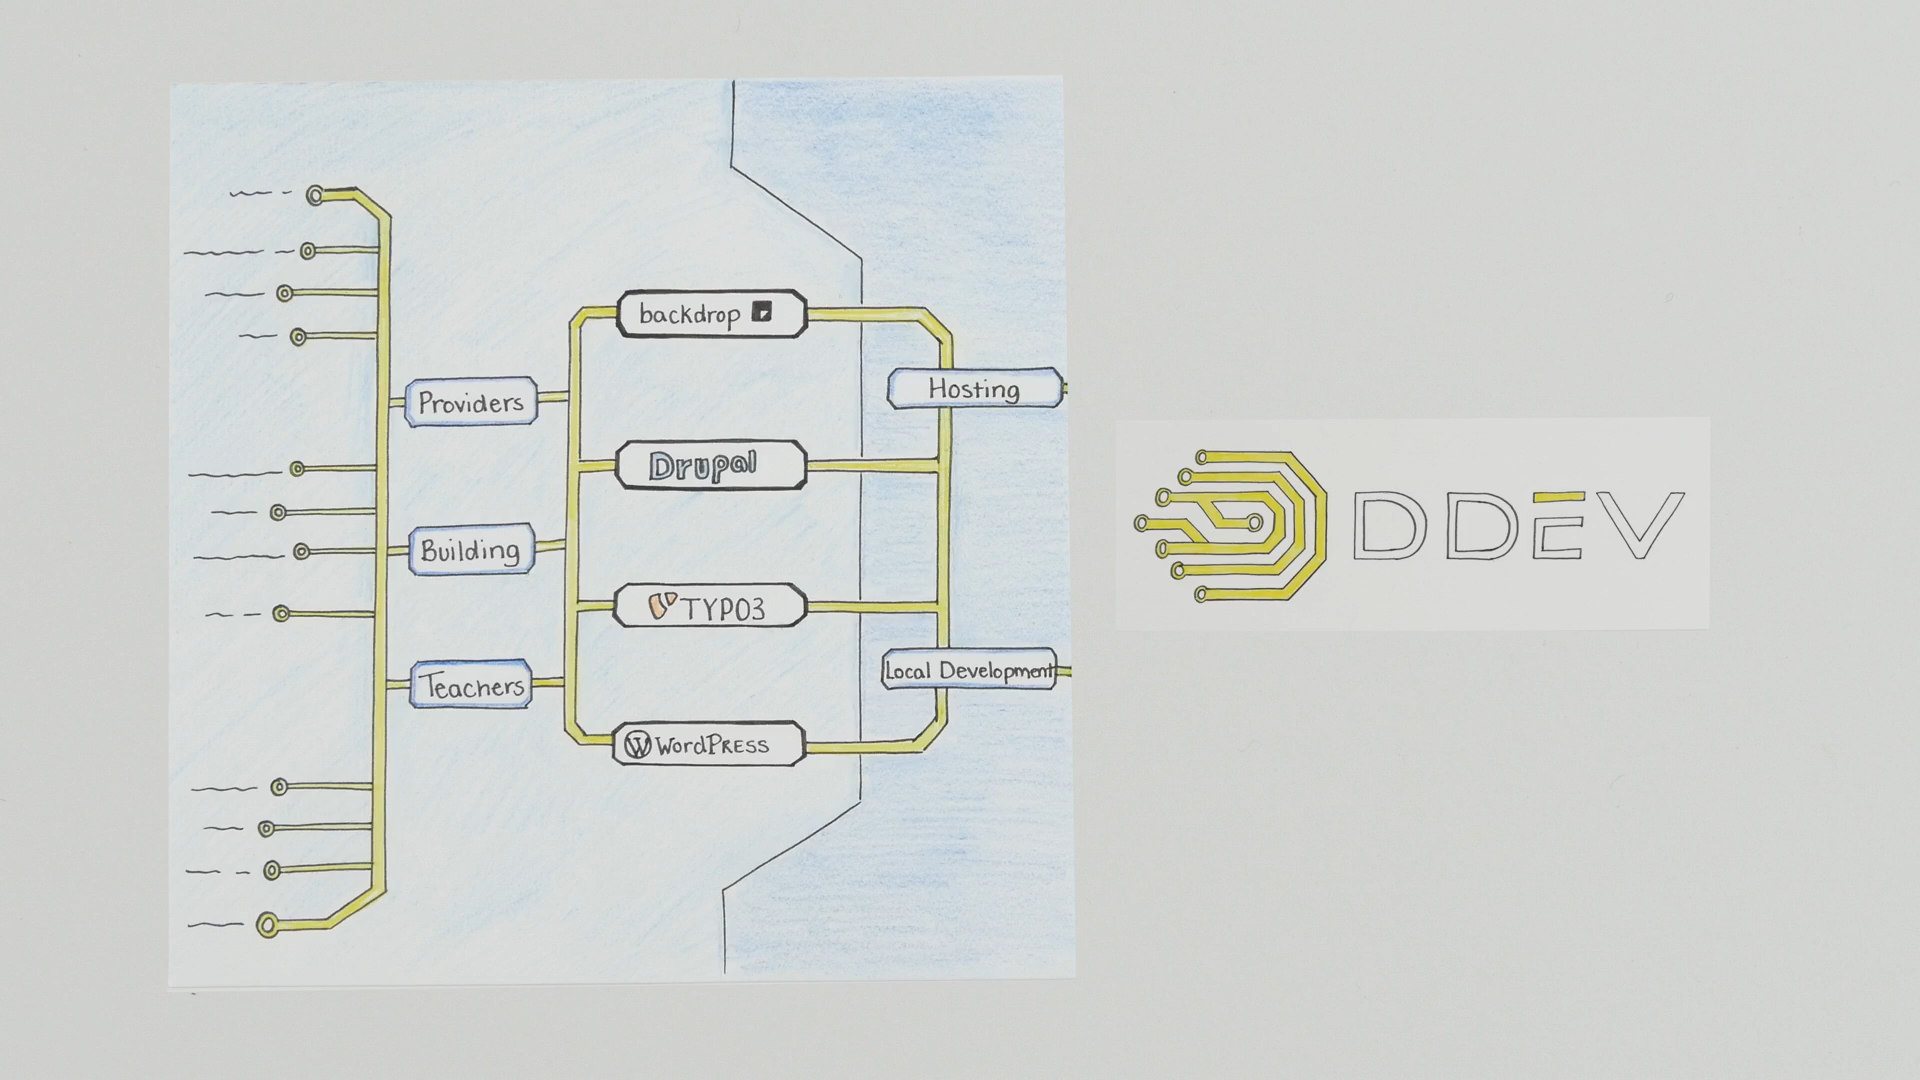 backdrop
Hosting
Providers
Drupal
DDEV
Building
TYPO3
Local Development
Teachers
WORDPRESS